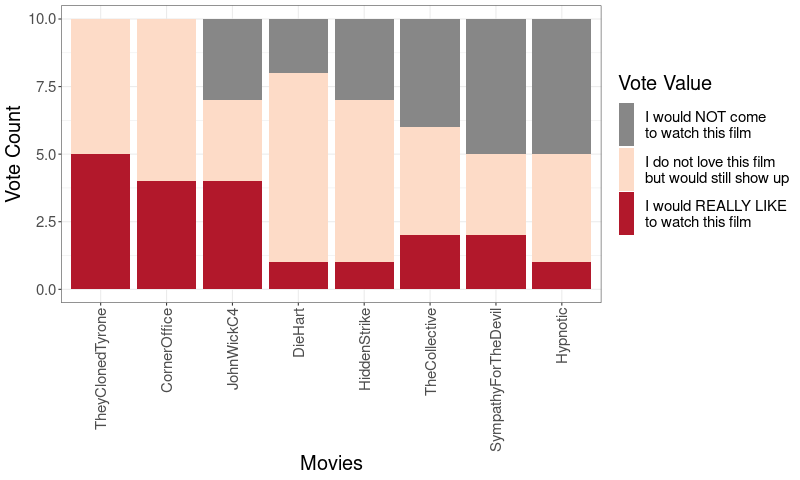 10.0
7.5
5.0
2.5
0.0
Vote Count
TheyClonedTyrone
CornerOffice
JohnWickC4
DieHart
HiddenStrike
TheCollective
SympathyForTheDevil
Hypnotic
Movies
Vote Value
I would NOT come
to watch this film
I do not love this film
but would still show up
I would REALLY LIKE
to watch this film